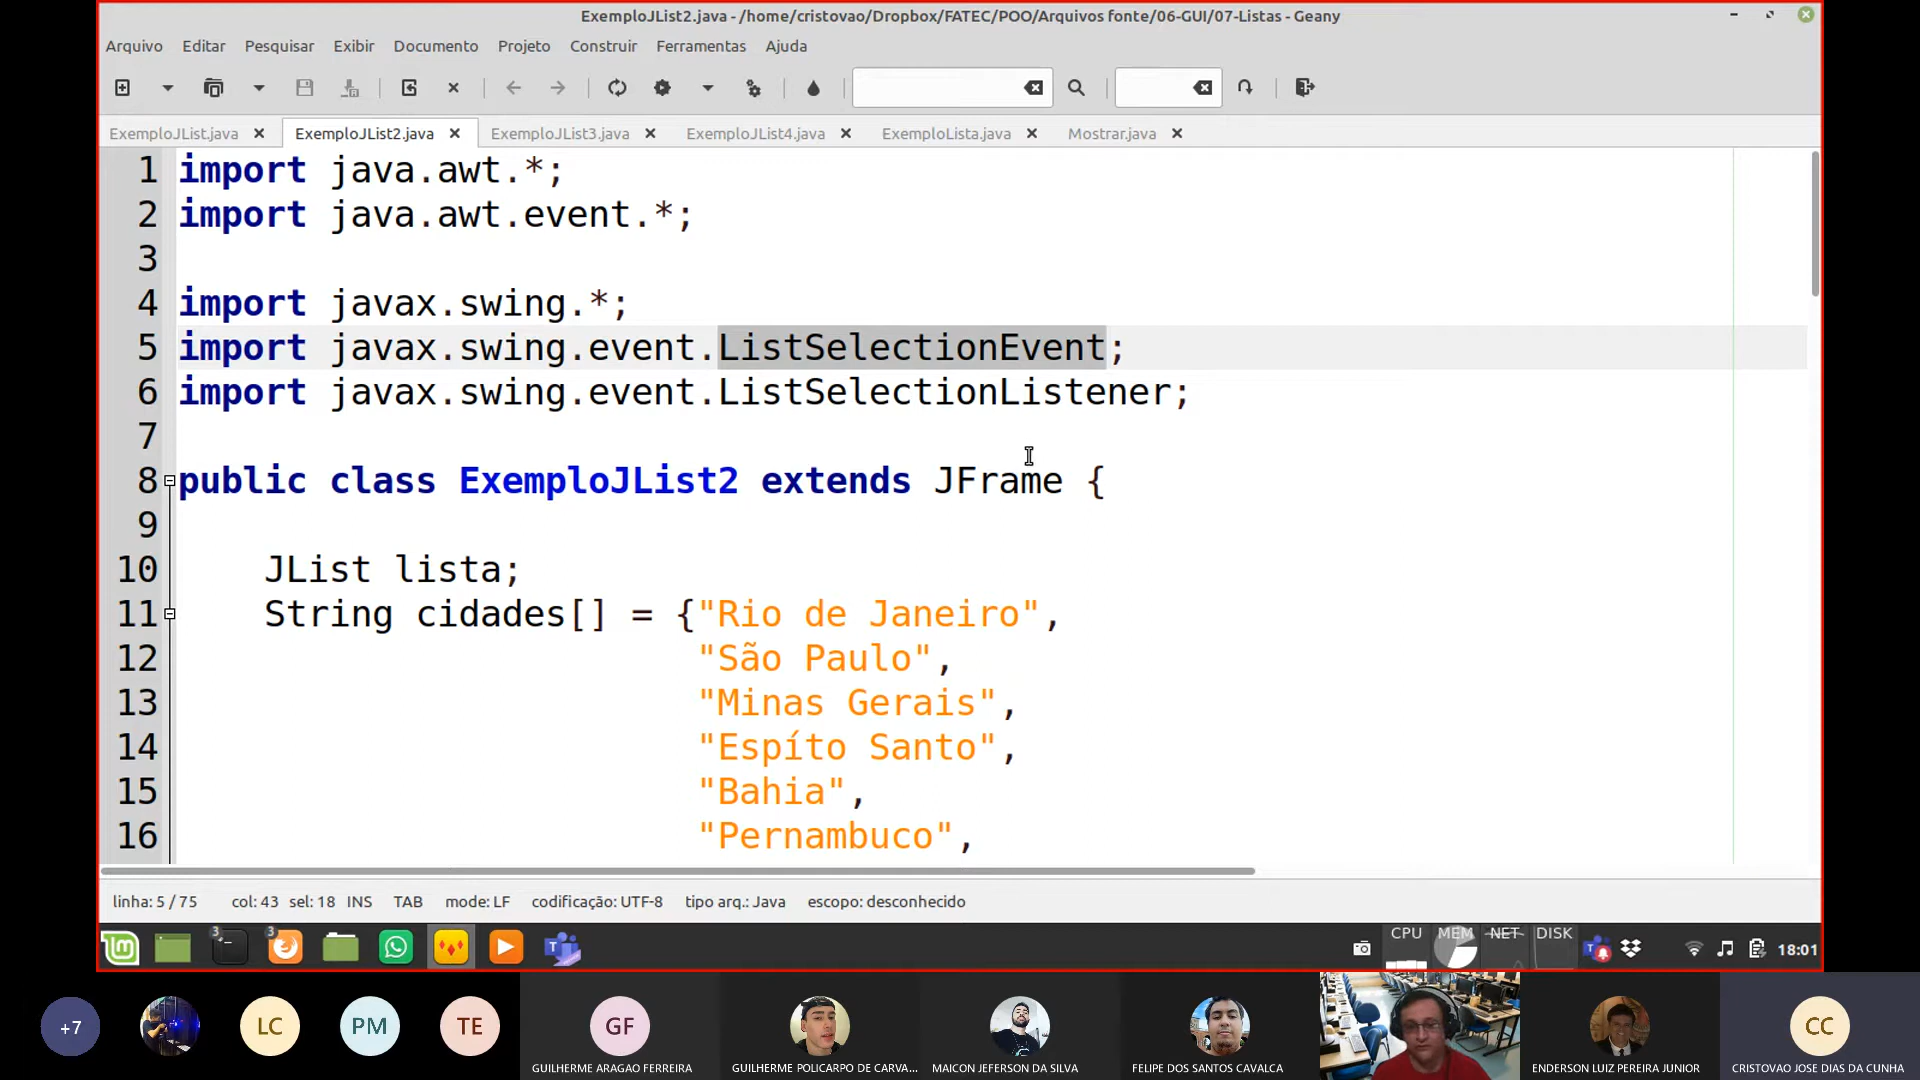 ExemploJList2.java - /home/cristovao/Dropbox/FATEC/POO/Arquivos fonte/06-GUI/07-Listas - Geany
Arquivo Editar Pesquisar Exibir Documento Projeto Construir Ferramentas Ajuda
ExemploJList.java ExemploJList2.java ExemploJList3.java ExemploJList4.java ExemploLista.java Mostrar.java
1 import java.awt.*;
2 import java.awt.event.*;
3
4 import javax.swing.*;
5 import javax.swing.event.ListSelectionEvent;
6 import javax.swing.event.ListSelectionListener;
7
8 public class ExemploJList2 extends JFrame {
9
10 JList lista;
11 String cidades[] = {"Rio de Janeiro",
12 "São Paulo",
13 "Minas Gerais",
14 "Espíto Santo",
15 "Bahia",
16 "Pernambuco",
linha: 5 / 75 col: 43 sel: 18 INS TAB mode: LF codificação: UTF-8 tipo arq.: Java escopo: desconhecido
3 3 CPU MEM NET DISK 18:01
+7 LC PM TE GF CC
GUILHERME ARAGAO FERREIRA GUILHERME POLICARPO DE CARVA... MAICON JEFERSON DA SILVA FELIPE DOS SANTOS CAVALCA ENDERSON LUIZ PEREIRA JUNIOR CRISTOVAO JOSE DIAS DA CUNHA